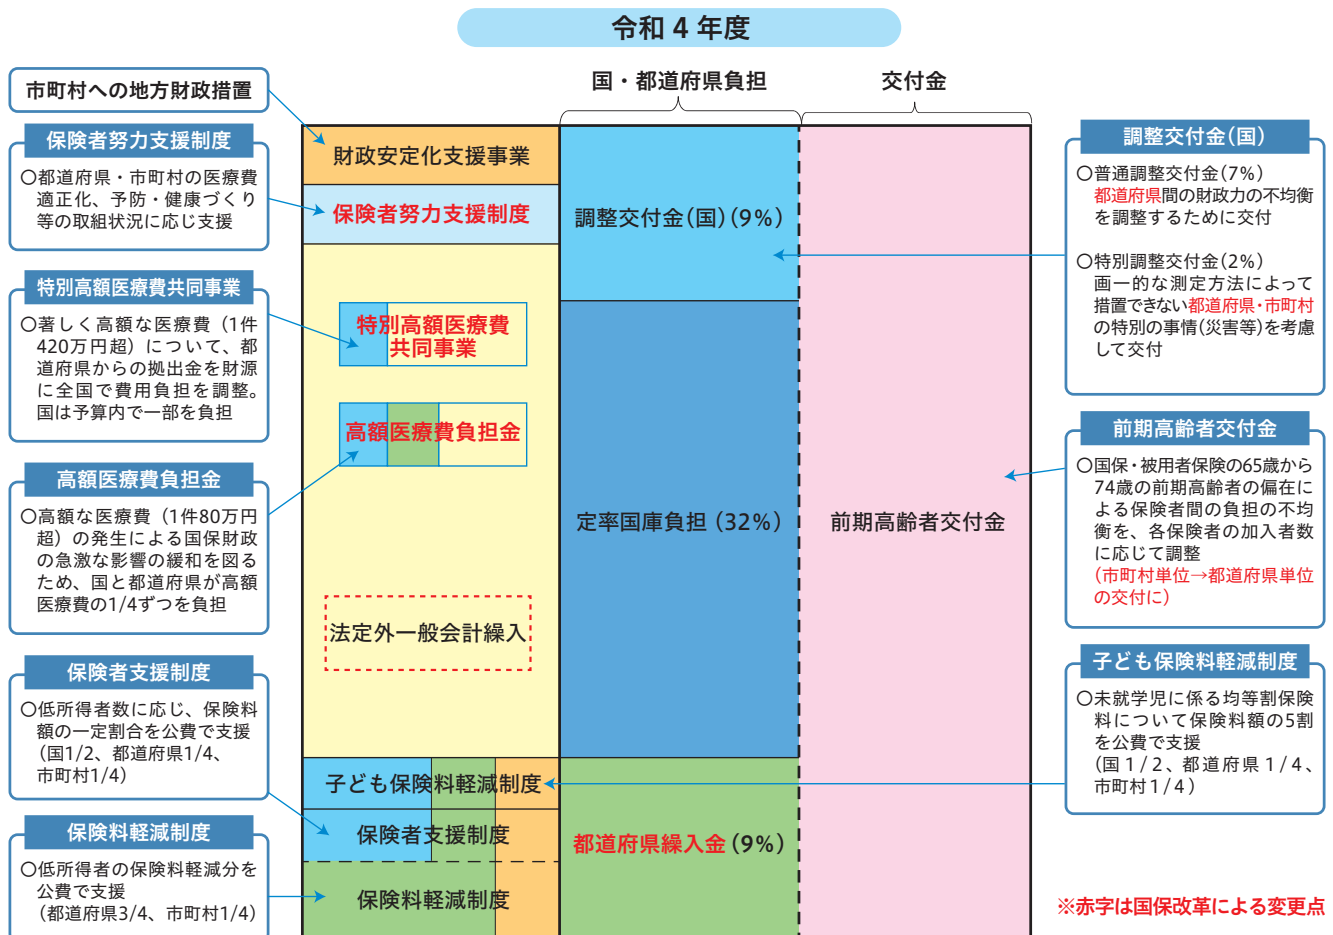 令和 4 年度
市町村への地方財政措置
保険者努力支援制度
〇都道府県・市町村の医療費
適正化、予防・健康づくり
等の取組状況に応じ支援
特別高額医療費共同事業
〇著しく高額な医療費（1件
420万円超）について、都
道府県からの拠出金を財源
に全国で費用負担を調整。
国は予算内で一部を負担
高額医療費負担金
〇高額な医療費（1件80万円
超）の発生による国保財政
の急激な影響の緩和を図る
ため、国と都道府県が高額
医療費の1/4ずつを負担
保険者支援制度
〇低所得者数に応じ、保険料
額の一定割合を公費で支援
(国1/2、都道府県1/4、
市町村1/4)
保険料軽減制度
〇低所得者の保険料軽減分を
公費で支援
(都道府県3/4、市町村1/4)
財政安定化支援事業
保険者努力支援制度
特別高額医療費
共同事業
高額医療費負担金
法定外一般会計繰入
子ども保険料軽減制度
保険者支援制度
保険料軽減制度
国・都道府県負担
調整交付金(国)(9%)
定率国庫負担（32%）
都道府県繰入金(9%)
交付金
前期高齢者交付金
調整交付金(国)
〇普通調整交付金(7%)
都道府県間の財政力の不均衡
を調整するために交付
〇特別調整交付金(2%)
画一的な測定方法によって
措置できない都道府県・市町村
の特別の事情(災害等)を考慮
して交付
前期高齢者交付金
〇国保・被用者保険の65歳から
74歳の前期高齢者の偏在に
よる保険者間の負担の不均
衡を、各保険者の加入者数
に応じて調整
(市町村単位→都道府県単位
の交付に)
子ども保険料軽減制度
〇未就学児に係る均等割保険
料について保険料額の5割
を公費で支援
(国1/2、都道府県1/4、
市町村1/4)
※赤字は国保改革による変更点